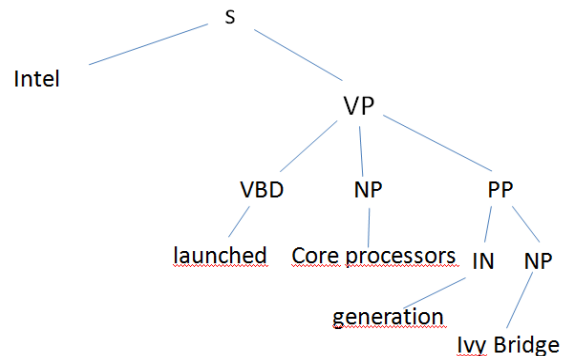 S
Intel
VP
VBD NP PP
launched Core processors IN NP
generation
Ivy Bridge